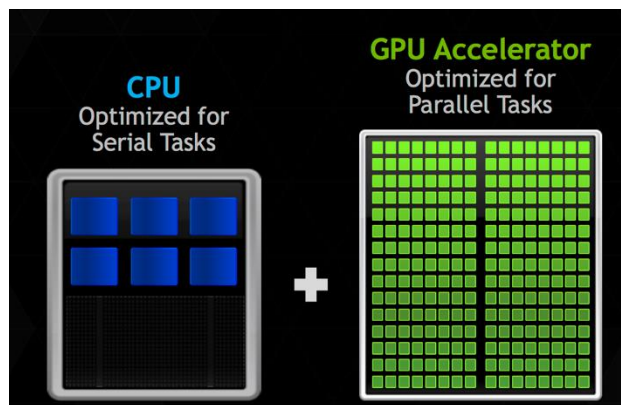 CPU
Optimized for
Serial Tasks
GPU Accelerator
Optimized for
Parallel Tasks
+